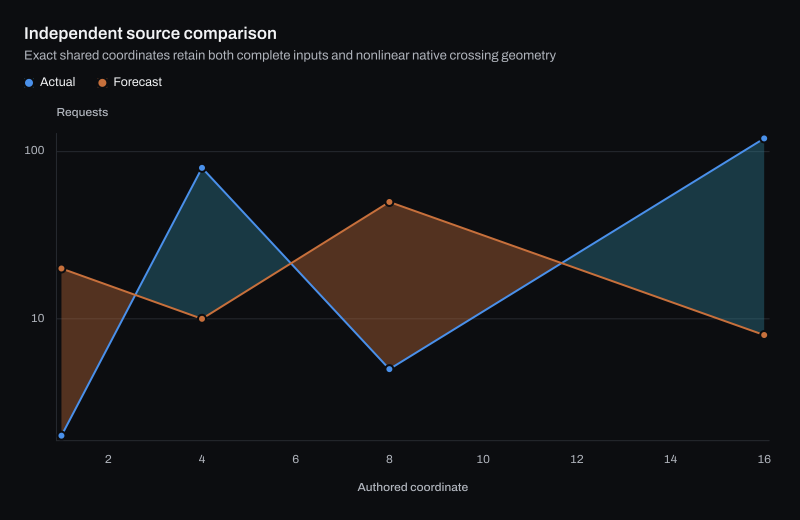 Independent source comparison
Exact shared coordinates retain both complete inputs and nonlinear native crossing geometry
Actual Forecast
Requests
100
10
2 4 6 8 10 12 14 16
Authored coordinate